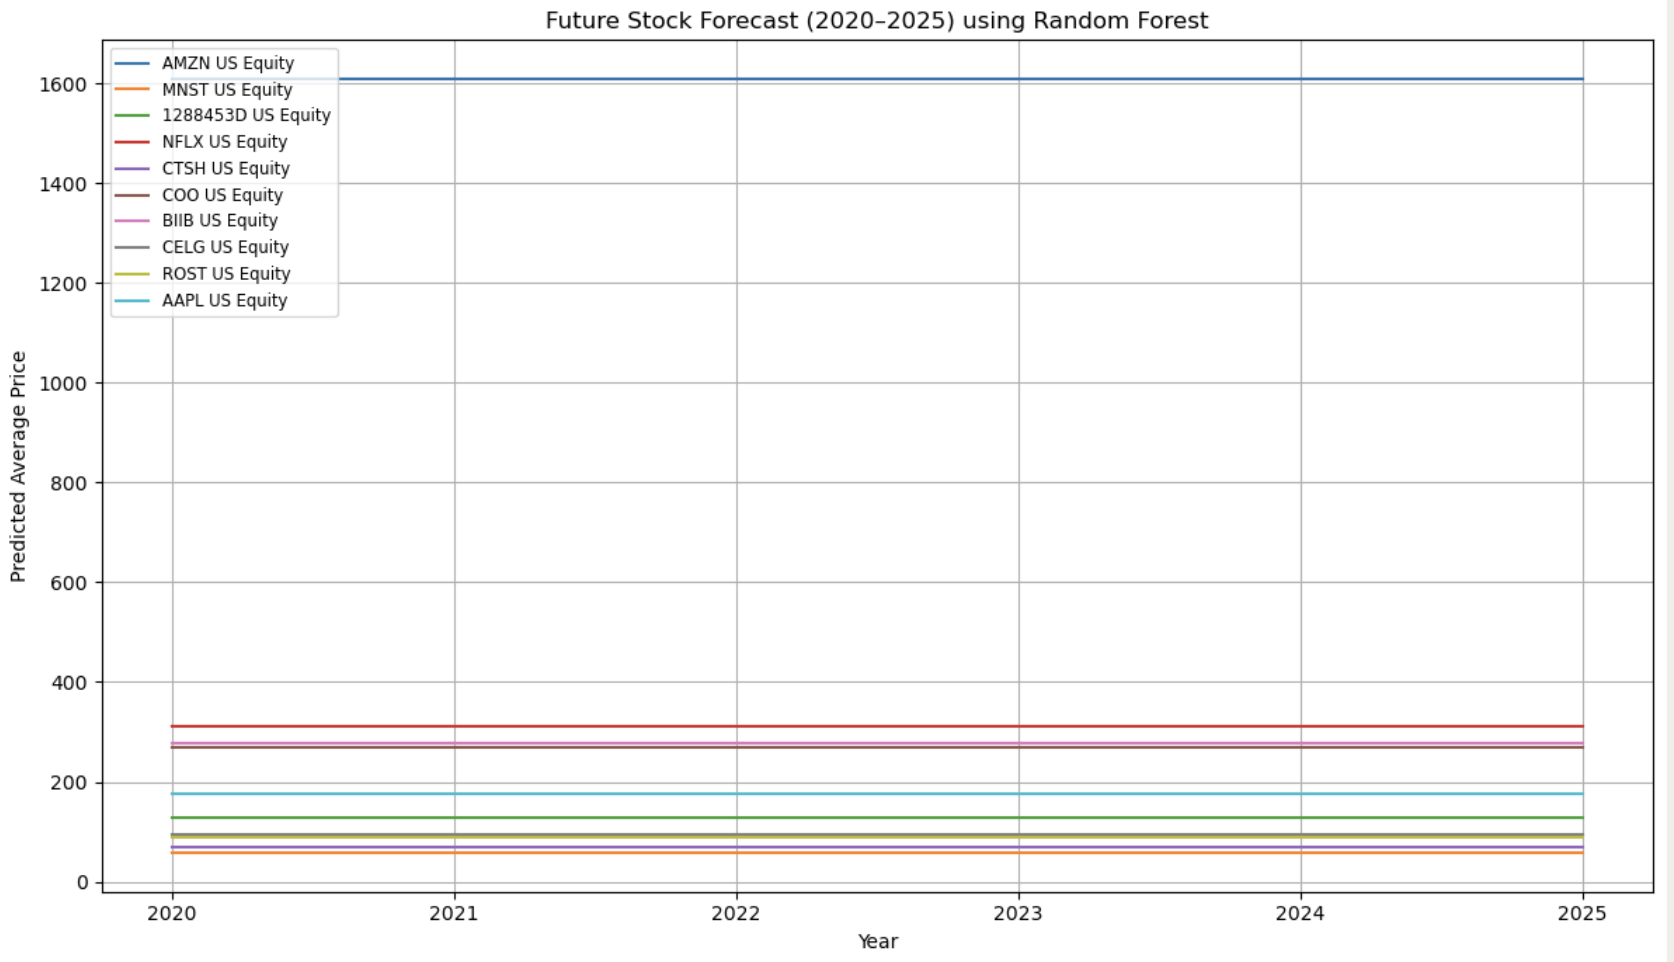 Future Stock Forecast (2020–2025) using Random Forest
AMZN US Equity
MNST US Equity
1288453D US Equity
NFLX US Equity
CTSH US Equity
COO US Equity
BIIB US Equity
CELG US Equity
ROST US Equity
AAPL US Equity
Predicted Average Price
1600
1400
1200
1000
800
600
400
200
0
2020 2021 2022 2023 2024 2025
Year